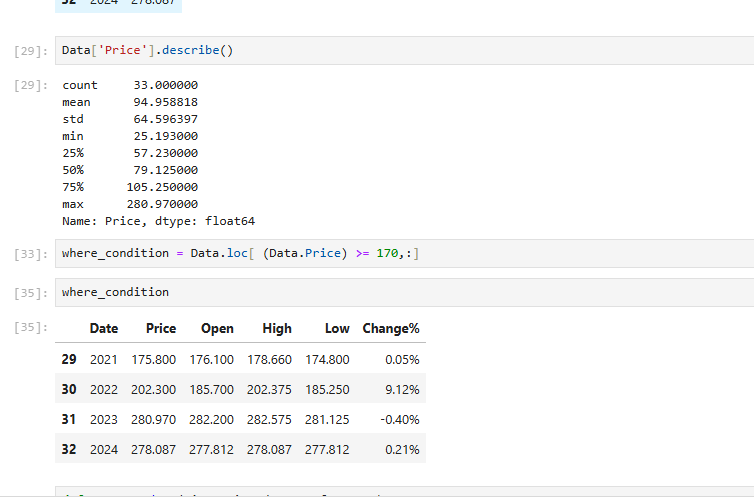 32 2024 278.087
[29]: Data['Price'].describe()
[29]: count 33.000000
mean 94.958818
std 64.596397
min 25.193000
25% 57.230000
50% 79.125000
75% 105.250000
max 280.970000
Name: Price, dtype: float64
[33]: where_condition = Data.loc[ (Data.Price) >= 170,:]
[35]: where_condition
[35]: Date Price Open High Low Change%
29 2021 175.800 176.100 178.660 174.800 0.05%
30 2022 202.300 185.700 202.375 185.250 9.12%
31 2023 280.970 282.200 282.575 281.125 -0.40%
32 2024 278.087 277.812 278.087 277.812 0.21%